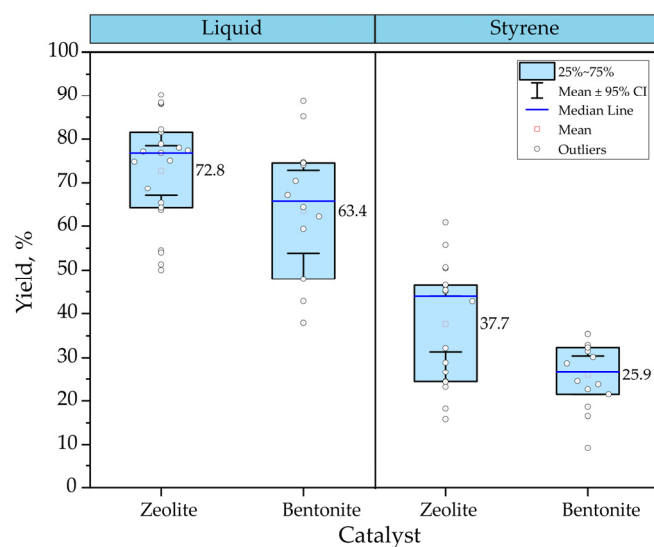 Liquid
Styrene
100
90
80
70
60
50
40
30
20
10
0
Yield, %
25%~75%
Mean ± 95% CI
Median Line
Mean
Outliers
72.8
63.4
37.7
25.9
Zeolite
Bentonite
Zeolite
Bentonite
Catalyst